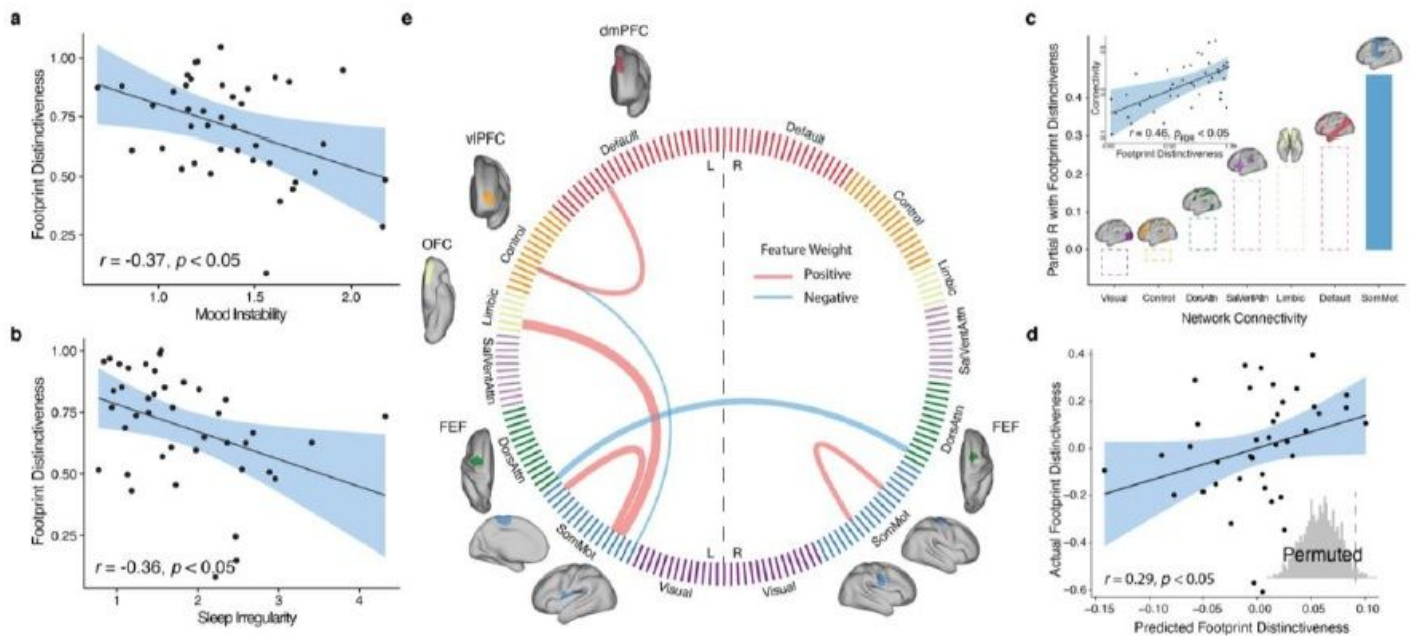 a
Footprint Distinctiveness
1.00
0.75
0.50
0.25
r = -0.37, p < 0.05
1.0
1.5
2.0
Mood Instability
b
Footprint Distinctiveness
1.00
0.75
0.50
0.25
r = -0.36, p < 0.05
1
2
3
4
Sleep Irregularity
e
dmPFC
vlPFC
OFC
FEF
FEF
Default
Default
L
R
Control
Control
Limbic
Limbic
SalVentAttn
SalVentAttn
DorsAttn
DorsAttn
SomMot
SomMot
Visual
Visual
L
R
Feature Weight
Positive
Negative
c
Partial R with Footprint Distinctivenss
0.4
0.3
0.2
0.1
0.0
Connectivity
r = 0.46, pFDR < 0.05
Footprint Distinctiveness
Visual
Control
DorsAttn
SalVentAttn
Limbic
Default
SomMot
Network Connectivity
d
Actual Footprint Distinctiveness
0.4
0.2
0.0
-0.2
-0.4
-0.6
Permuted
r = 0.29, p < 0.05
-0.15
-0.10
-0.05
0.00
0.05
0.10
Predicted Footprint Distinctiveness